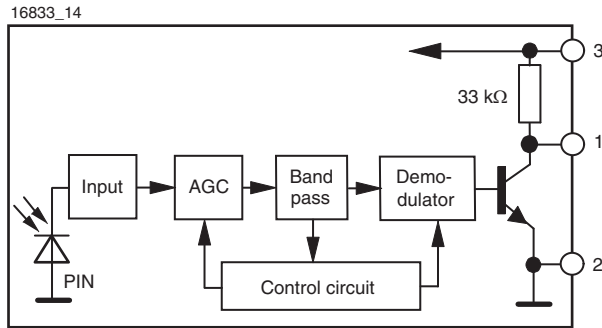 16833_14
3
33 kΩ
1
Input
AGC
Band
pass
Demo-
dulator
2
PIN
Control circuit